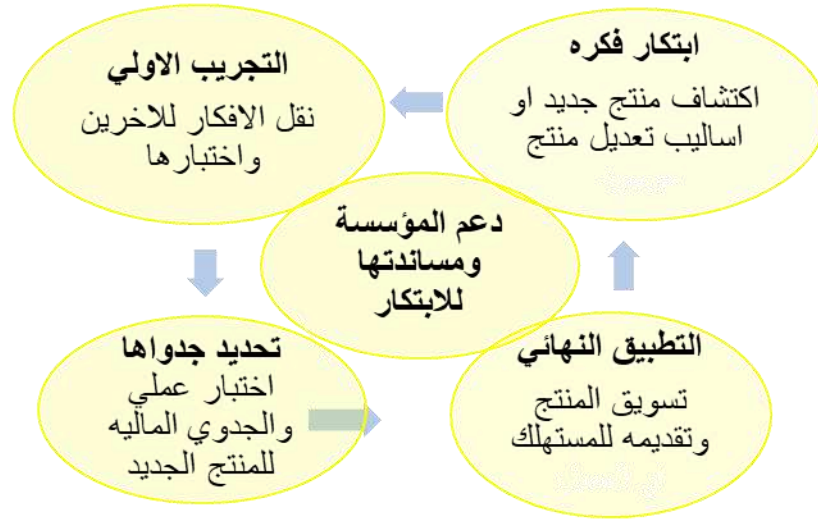 ابتكار فكره
اكتشاف منتج جديد او
اساليب تعديل منتج
التجريب الاولي
نقل الافكار للاخرين
واختبارها
دعم المؤسسة
ومساندتها
للابتكار
تحديد جدواها
اختبار عملي
والجدوي الماليه
للمنتج الجديد
التطبيق النهائي
تسويق المنتج
وتقديمه للمستهلك